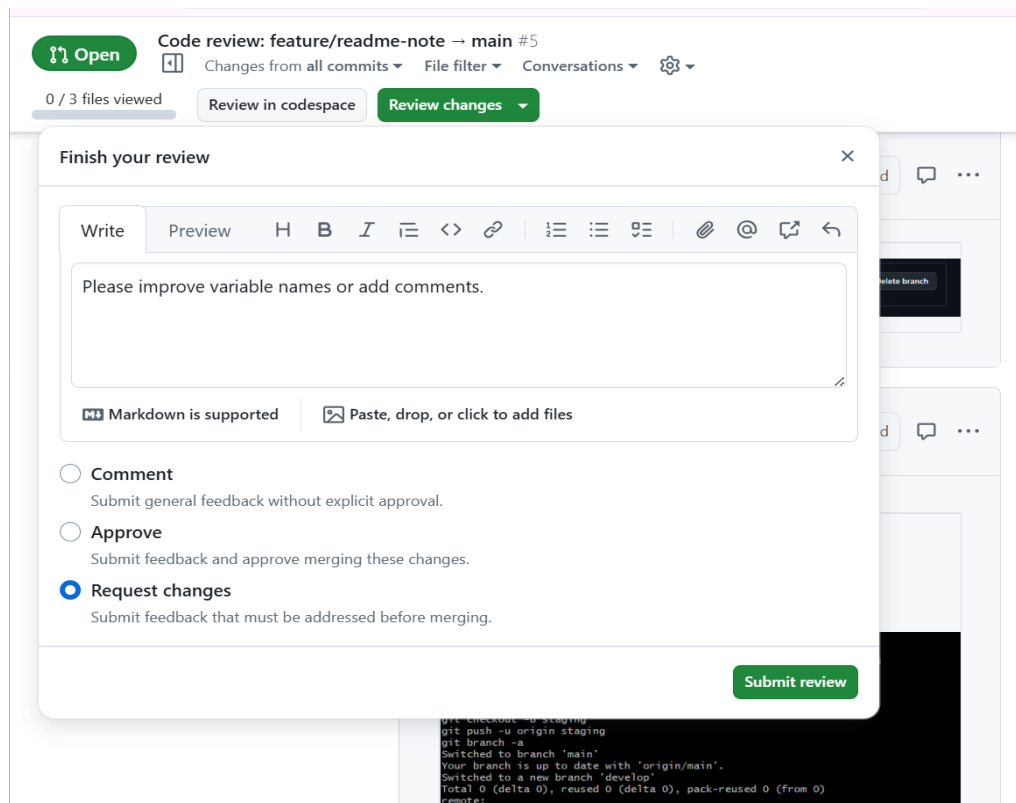 Open
Code review: feature/readme-note → main #5
Changes from all commits File filter Conversations
0 / 3 files viewed
Review in codespace
Review changes
Finish your review
Write
Preview
Please improve variable names or add comments.
Markdown is supported
Paste, drop, or click to add files
Comment
Submit general feedback without explicit approval.
Approve
Submit feedback and approve merging these changes.
Request changes
Submit feedback that must be addressed before merging.
Submit review
branch
git checkout -b staging
git push -u origin staging
git branch -a
Switched to branch 'main'
Your branch is up to date with 'origin/main'.
Switched to a new branch 'develop'
Total 0 (delta 0), reused 0 (delta 0), pack-reused 0 (from 0)
remote: